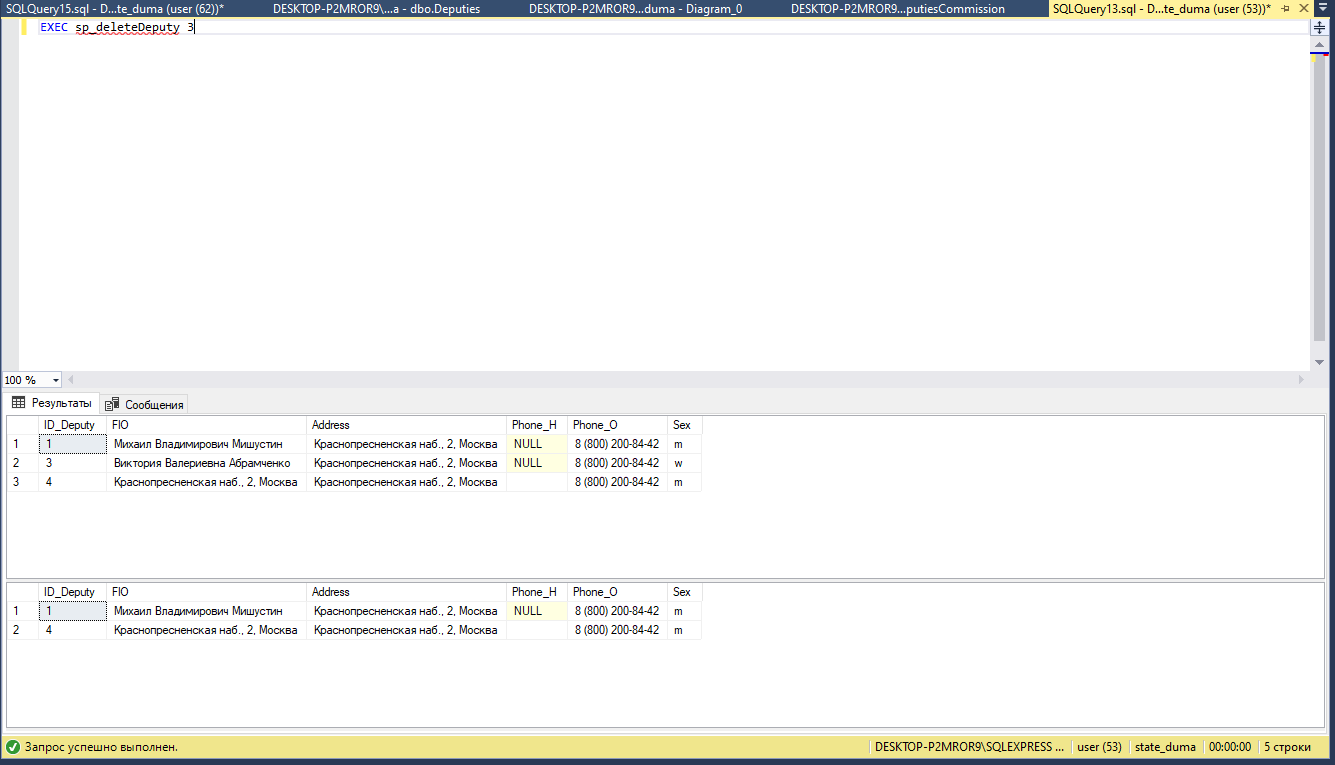 SQLQuery15.sql - D...te_duma (user (62))* DESKTOP-P2MROR9\...a - dbo.Deputies DESKTOP-P2MROR9...duma - Diagram_0 DESKTOP-P2MROR9...putiesCommission SQLQuery13.sql - D...te_duma (user (53))*
EXEC sp_deleteDeputy 3
100 %
Результаты Сообщения
ID_Deputy FIO Address Phone_H Phone_O Sex
1 1 Михаил Владимирович Мишустин Краснопресненская наб., 2, Москва NULL 8 (800) 200-84-42 m
2 3 Виктория Валериевна Абрамченко Краснопресненская наб., 2, Москва NULL 8 (800) 200-84-42 w
3 4 Краснопресненская наб., 2, Москва Краснопресненская наб., 2, Москва 8 (800) 200-84-42 m
ID_Deputy FIO Address Phone_H Phone_O Sex
1 1 Михаил Владимирович Мишустин Краснопресненская наб., 2, Москва NULL 8 (800) 200-84-42 m
2 4 Краснопресненская наб., 2, Москва Краснопресненская наб., 2, Москва 8 (800) 200-84-42 m
Запрос успешно выполнен. DESKTOP-P2MROR9\SQLEXPRESS ... user (53) state_duma 00:00:00 5 строки